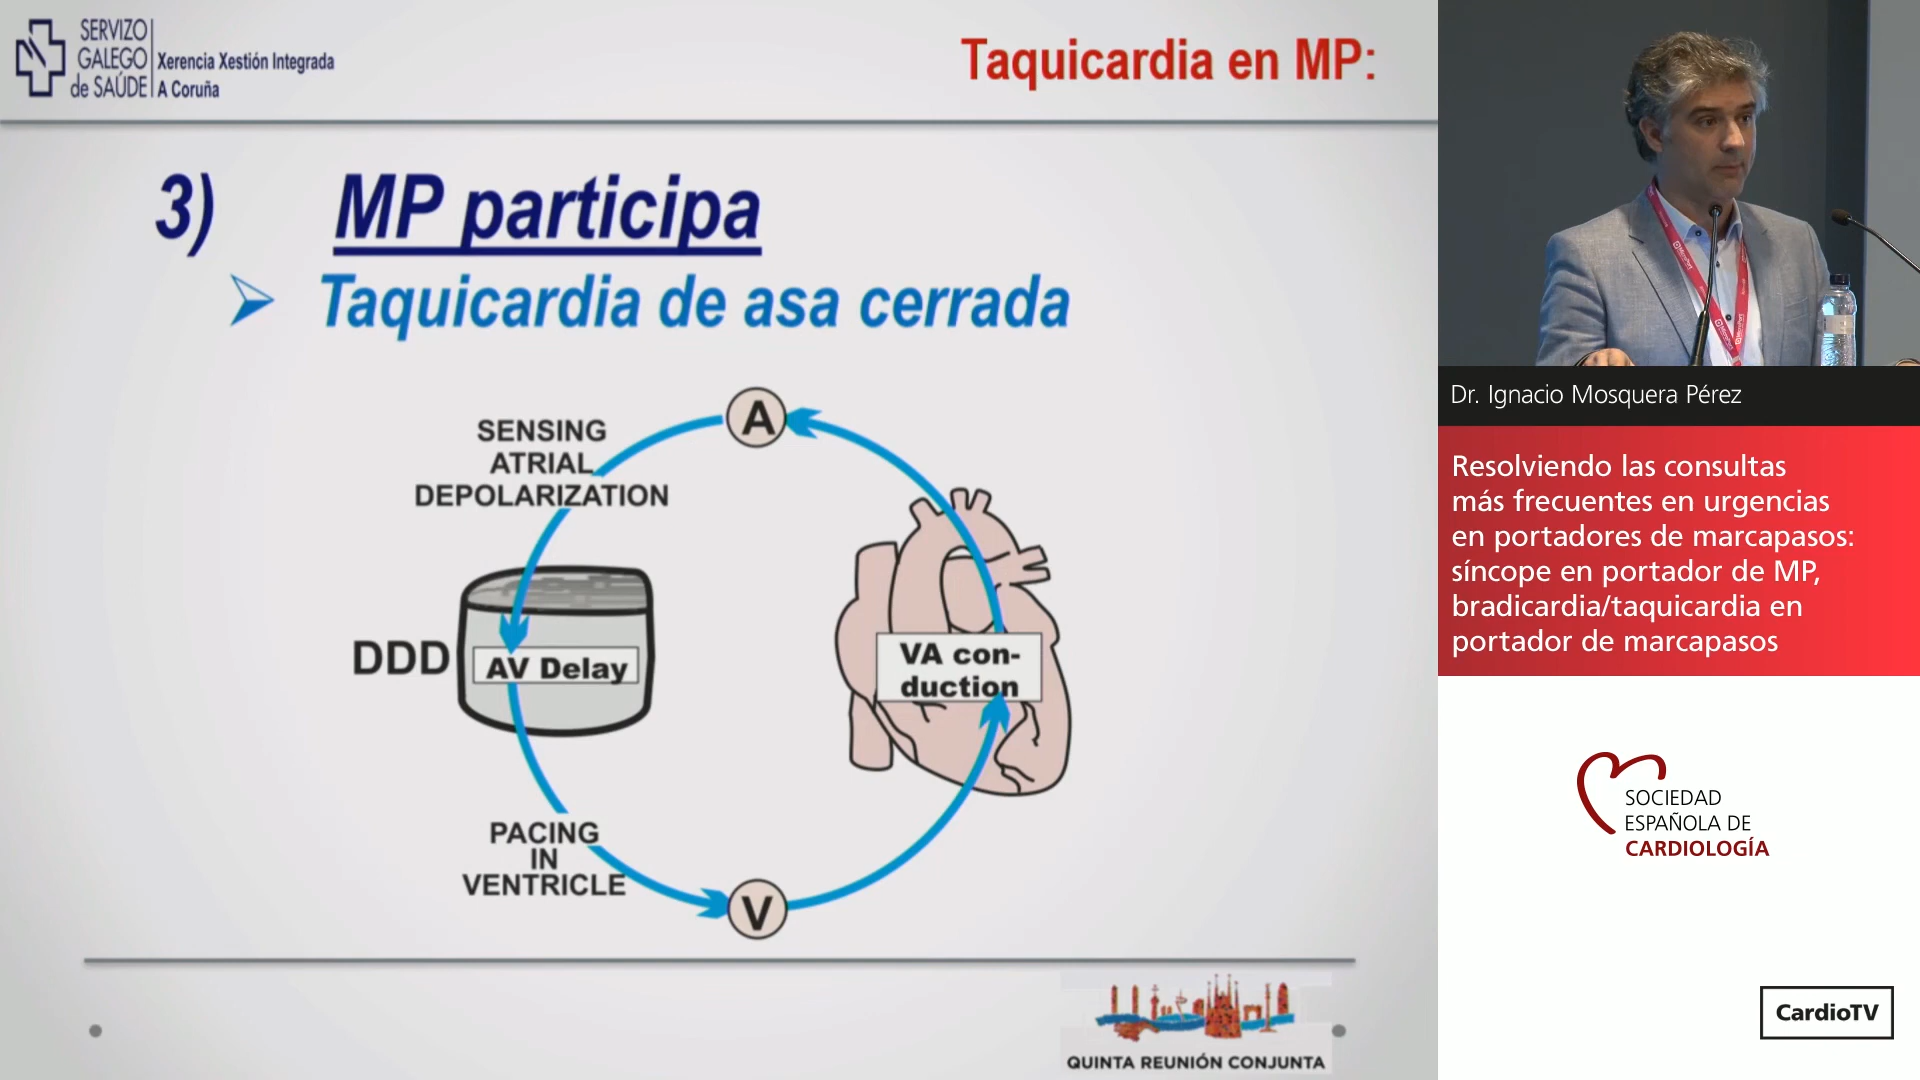 SERVIZO
GALEGO
de SAÚDE
Xerencia Xestión Integrada
A Coruña
Taquicardia en MP:
3) MP participa
Taquicardia de asa cerrada
A
SENSING
ATRIAL
DEPOLARIZATION
DDD
AV Delay
VA con-
duction
PACING
IN
VENTRICLE
V
QUINTA REUNIÓN CONJUNTA
Dr. Ignacio Mosquera Pérez
Resolviendo las consultas
más frecuentes en urgencias
en portadores de marcapasos:
síncope en portador de MP,
bradicardia/taquicardia en
portador de marcapasos
SOCIEDAD
ESPAÑOLA DE
CARDIOLOGÍA
CardioTV